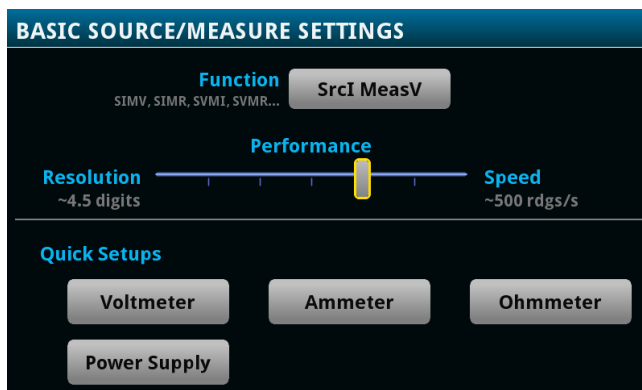 BASIC SOURCE/MEASURE SETTINGS
Function
SrcI MeasV
SIMV, SIMR, SVMI, SVMR...
Performance
Resolution
Speed
~4.5 digits
~500 rdgs/s
Quick Setups
Voltmeter
Ammeter
Ohmmeter
Power Supply